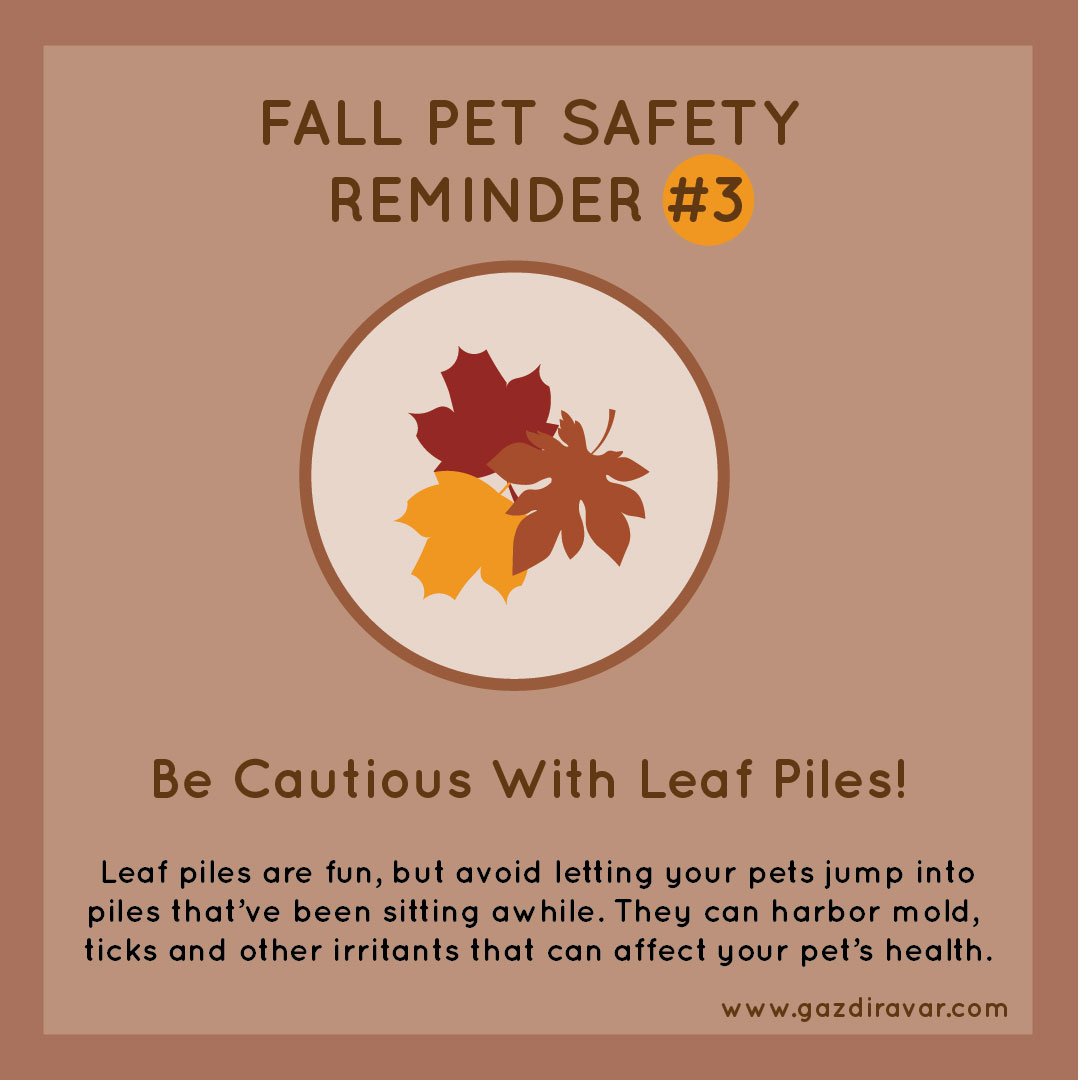 FALL PET SAFETY
REMINDER #3
Be Cautious With Leaf Piles!
Leaf piles are fun, but avoid letting your pets jump into
piles that’ve been sitting awhile. They can harbor mold,
ticks and other irritants that can affect your pet’s health.
www.gazdiravar.com